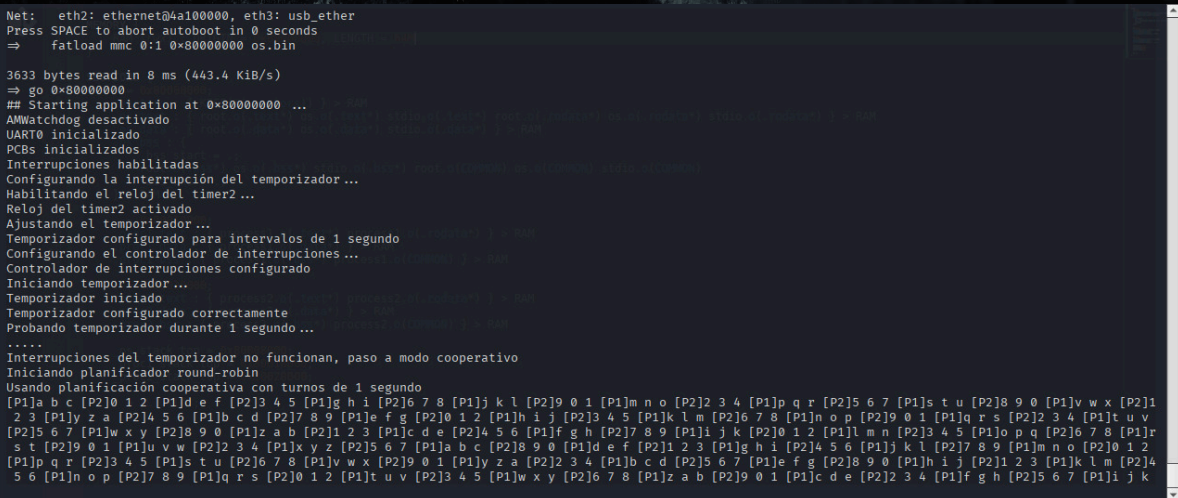 Net:   eth2: ethernet@4a100000, eth3: usb_ether
Press SPACE to abort autoboot in 0 seconds
⇒    fatload mmc 0:1 0×80000000 os.bin
3633 bytes read in 8 ms (443.4 KiB/s)
⇒ go 0×80000000
## Starting application at 0×80000000 ...
AMWatchdog desactivado
UART0 inicializado
PCBs inicializados
Interrupciones habilitadas
Configurando la interrupción del temporizador...
Habilitando el reloj del timer2...
Reloj del timer2 activado
Ajustando el temporizador...
Temporizador configurado para intervalos de 1 segundo
Configurando el controlador de interrupciones...
Controlador de interrupciones configurado
Iniciando temporizador...
Temporizador iniciado
Temporizador configurado correctamente
Probando temporizador durante 1 segundo...
.....
Interrupciones del temporizador no funcionan, paso a modo cooperativo
Iniciando planificador round-robin
Usando planificación cooperativa con turnos de 1 segundo
[P1]a b c [P2]0 1 2 [P1]d e f [P2]3 4 5 [P1]g h i [P2]6 7 8 [P1]j k l [P2]9 0 1 [P1]m n o [P2]2 3 4 [P1]p q r [P2]5 6 7 [P1]s t u [P2]8 9 0 [P1]v w x [P2]1
 2 3 [P1]y z a [P2]4 5 6 [P1]b c d [P2]7 8 9 [P1]e f g [P2]0 1 2 [P1]h i j [P2]3 4 5 [P1]k l m [P2]6 7 8 [P1]n o p [P2]9 0 1 [P1]q r s [P2]2 3 4 [P1]t u v
[P2]5 6 7 [P1]w x y [P2]8 9 0 [P1]z a b [P2]1 2 3 [P1]c d e [P2]4 5 6 [P1]f g h [P2]7 8 9 [P1]i j k [P2]0 1 2 [P1]l m n [P2]3 4 5 [P1]o p q [P2]6 7 8 [P1]r
 s t [P2]9 0 1 [P1]u v w [P2]2 3 4 [P1]x y z [P2]5 6 7 [P1]a b c [P2]8 9 0 [P1]d e f [P2]1 2 3 [P1]g h i [P2]4 5 6 [P1]j k l [P2]7 8 9 [P1]m n o [P2]0 1 2
[P1]p q r [P2]3 4 5 [P1]s t u [P2]6 7 8 [P1]v w x [P2]9 0 1 [P1]y z a [P2]2 3 4 [P1]b c d [P2]5 6 7 [P1]e f g [P2]8 9 0 [P1]h i j [P2]1 2 3 [P1]k l m [P2]4
 5 6 [P1]n o p [P2]7 8 9 [P1]q r s [P2]0 1 2 [P1]t u v [P2]3 4 5 [P1]w x y [P2]6 7 8 [P1]z a b [P2]9 0 1 [P1]c d e [P2]2 3 4 [P1]f g h [P2]5 6 7 [P1]i j k